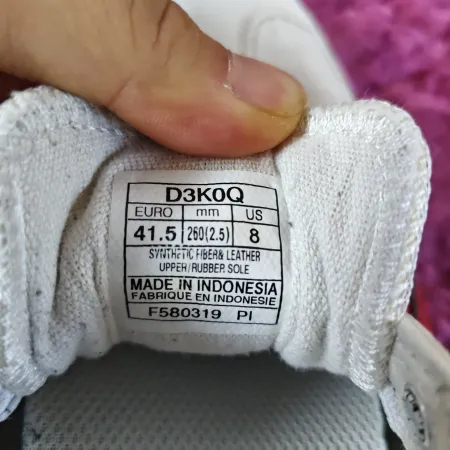 D3K0Q
EURO mm US
41.5 260(2.5) 8
SYNTHETIC FIBER& LEATHER
UPPER/RUBBER SOLE
MADE IN INDONESIA
FABRIQUE EN INDONESIE
F580319 PI